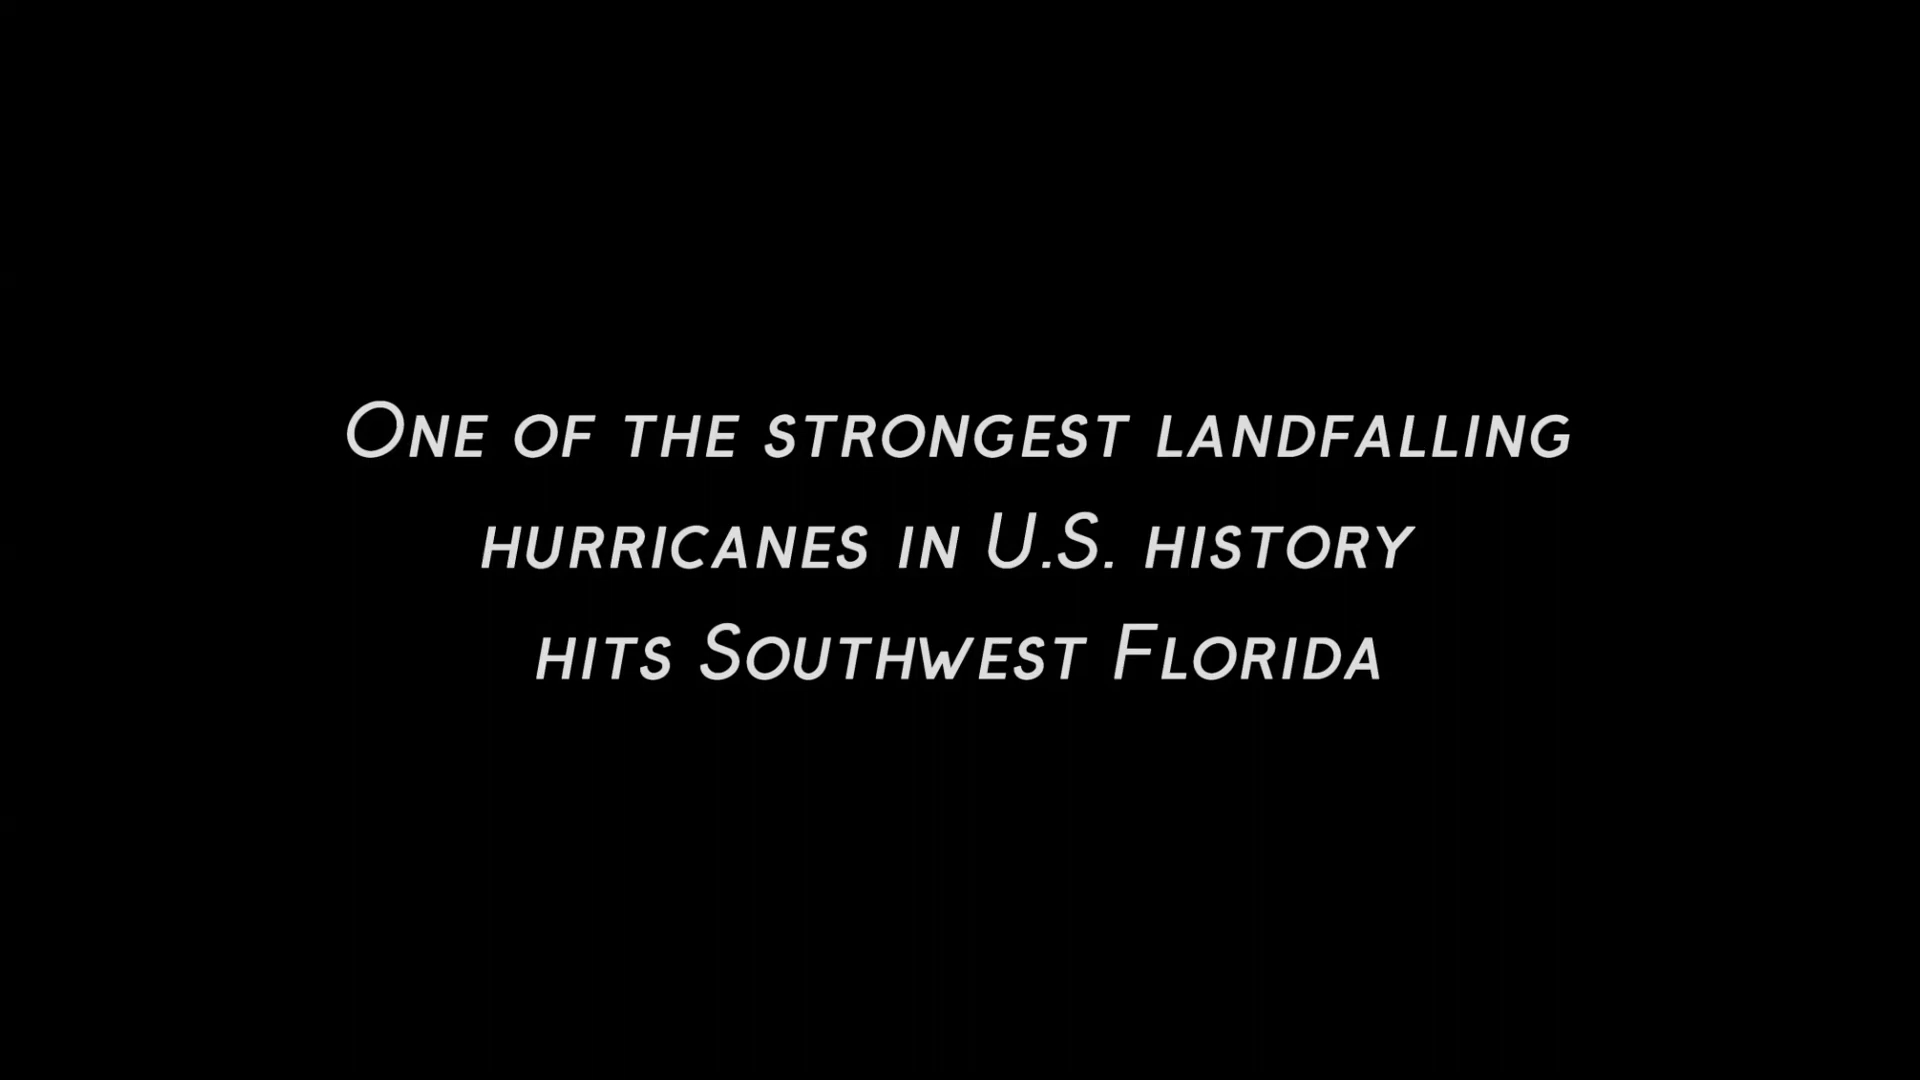 One of the strongest landfalling
hurricanes in U.S. history
hits Southwest Florida